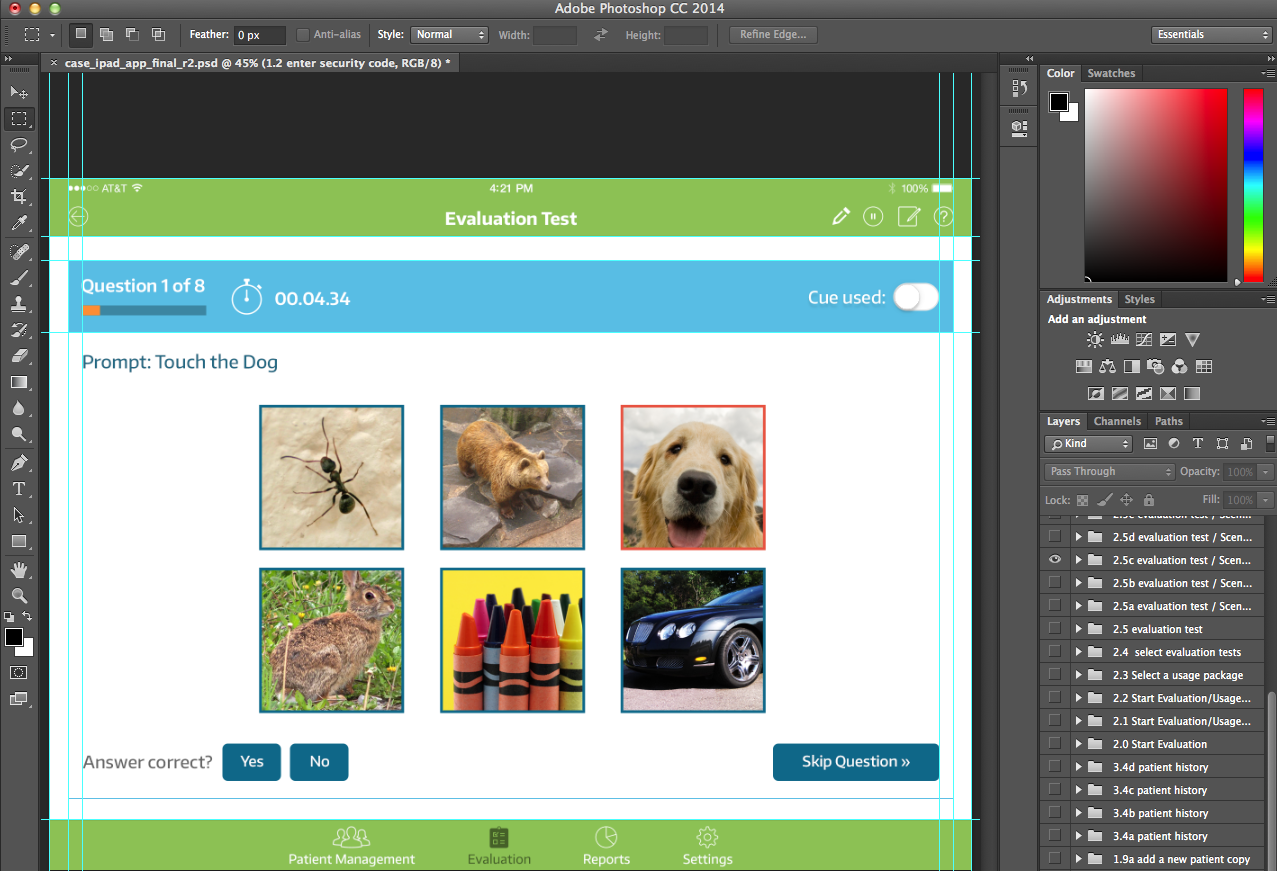 Adobe Photoshop CC 2014
Feather: 0 px Anti-alias Style: Normal Width: Height: Refine Edge... Essentials
× case_ipad_app_final_r2.psd @ 45% (1.2 enter security code, RGB/8) *
Color Swatches
AT&T 4:21 PM 100%
Evaluation Test
Question 1 of 8
00.04.34
Cue used:
Prompt: Touch the Dog
Answer correct? Yes No Skip Question »
Patient Management Evaluation Reports Settings
Adjustments Styles
Add an adjustment
Layers Channels Paths
Kind
Pass Through Opacity: 100%
Lock: Fill: 100%
2.5d evaluation test / Scen...
2.5c evaluation test / Scen...
2.5b evaluation test / Scen...
2.5a evaluation test / Scen...
2.5 evaluation test
2.4 select evaluation tests
2.3 Select a usage package
2.2 Start Evaluation/Usage...
2.1 Start Evaluation/Usage...
2.0 Start Evaluation
3.4d patient history
3.4c patient history
3.4b patient history
3.4a patient history
1.9a add a new patient copy